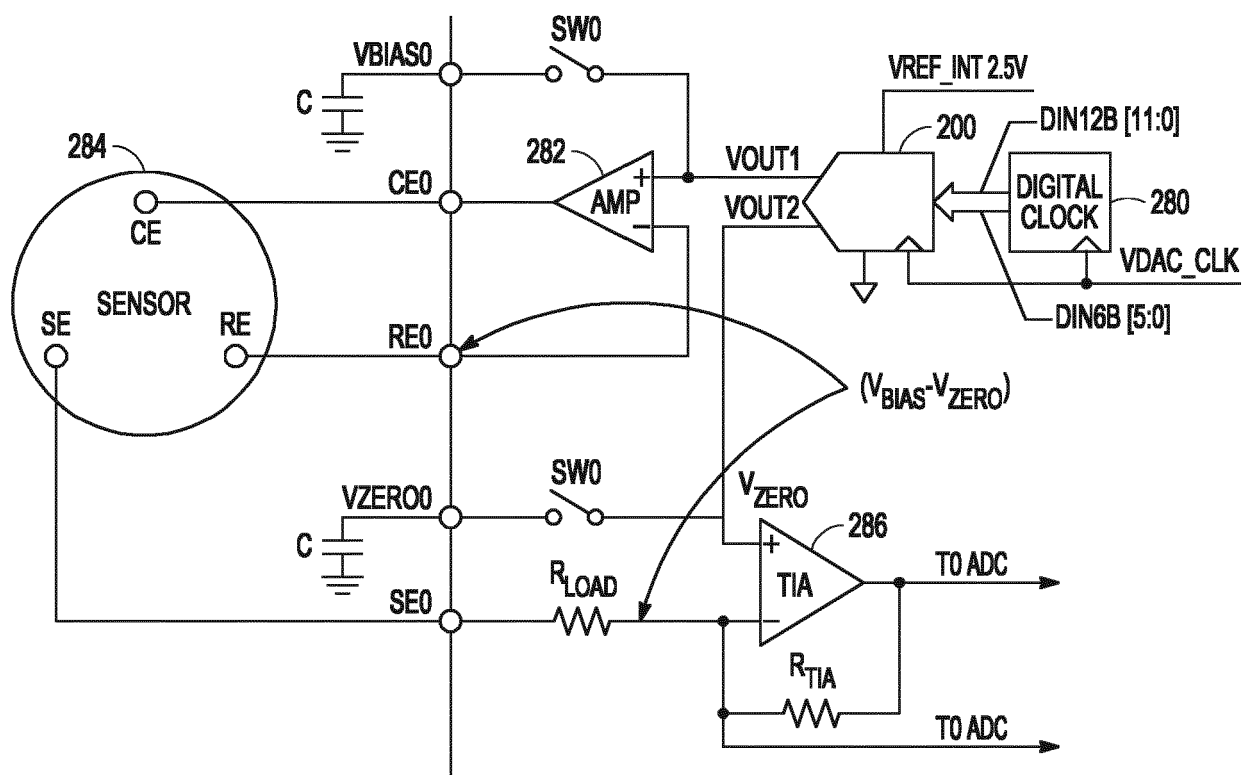 SW0
VBIAS0
VREF_INT 2.5V
C
200
DIN12B [11:0]
284
282
VOUT1
CE0
+
AMP
−
VOUT2
DIGITAL
CLOCK
280
CE
VDAC_CLK
SENSOR
SE
RE
RE0
DIN6B [5:0]
(VBIAS-VZERO)
SW0
VZERO0
VZERO
286
C
+
TIA
−
RLOAD
TO ADC
SE0
RTIA
TO ADC